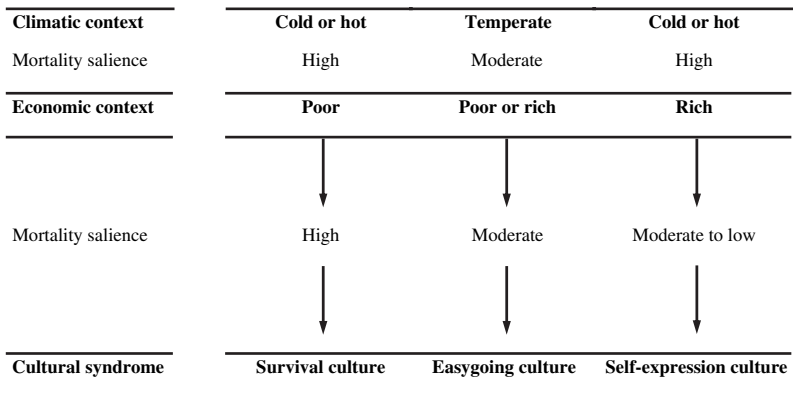 Climatic context Cold or hot Temperate Cold or hot
Mortality salience High Moderate High
Economic context Poor Poor or rich Rich
Mortality salience High Moderate Moderate to low
Cultural syndrome Survival culture Easygoing culture Self-expression culture